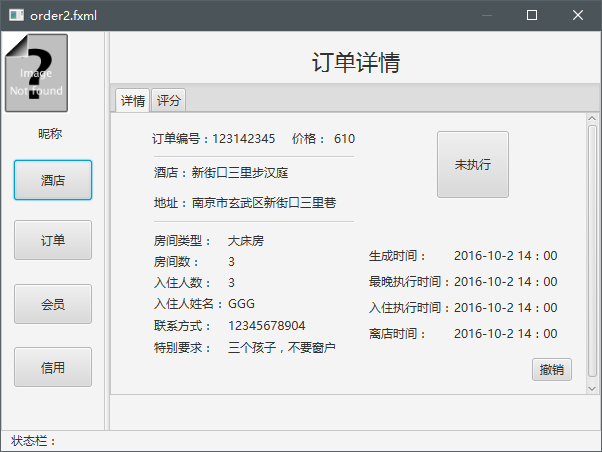 order2.fxml
Image
Not found
昵称
酒店
订单
会员
信用
订单详情
详情 评分
订单编号：123142345 价格： 610
未执行
酒店：新街口三里步汉庭
地址：南京市玄武区新街口三里巷
房间类型： 大床房
房间数： 3
入住人数： 3
入住人姓名：GGG
联系方式： 12345678904
特别要求： 三个孩子，不要窗户
生成时间： 2016-10-2 14：00
最晚执行时间：2016-10-2 14：00
入住执行时间：2016-10-2 14：00
离店时间： 2016-10-2 14：00
撤销
状态栏：